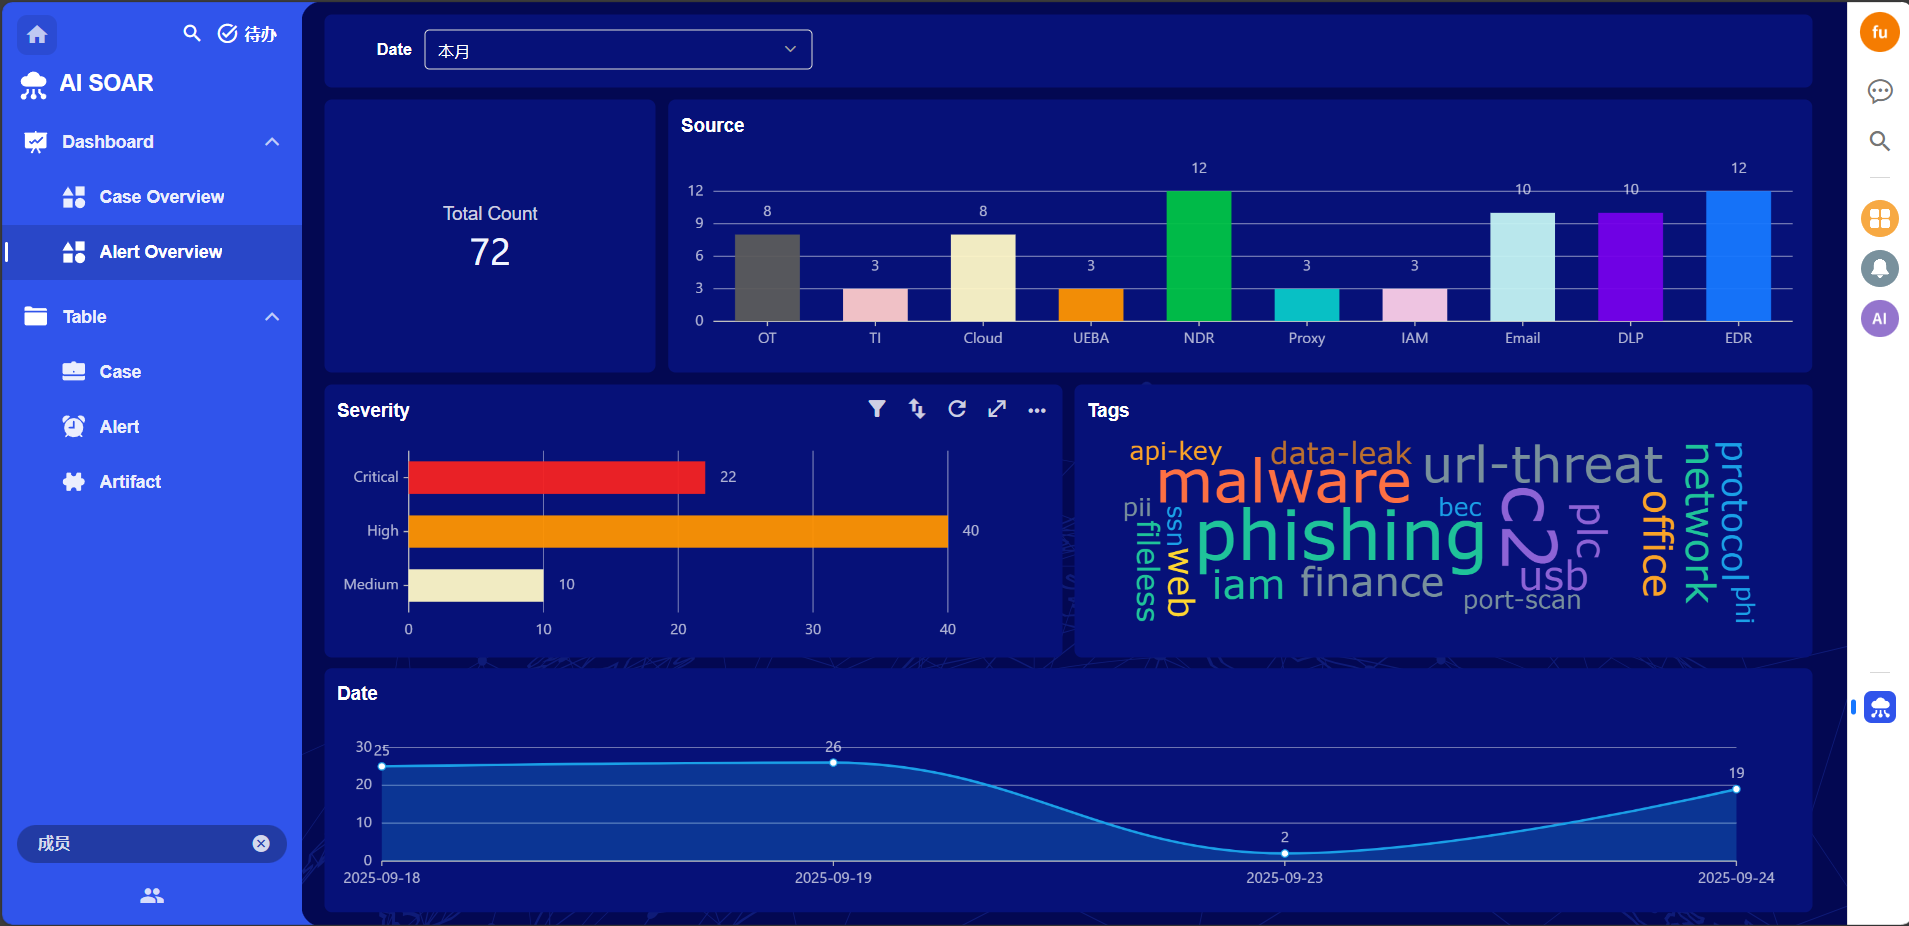 待办
fu
AI SOAR
Dashboard
Case Overview
Alert Overview
Table
Case
Alert
Artifact
成员
Date 本月
Total Count
72
Source
12
9
6
3
0
8 3 8 3 12 3 3 10 10 12
OT TI Cloud UEBA NDR Proxy IAM Email DLP EDR
Severity
Critical 22
High 40
Medium 10
0 10 20 30 40
Tags
api-key
data-leak
url-threat
malware
pii
ssn
bec
c2
plc
office
network
protocol
fileless
web
phishing
iam
finance
usb
port-scan
phi
Date
30
20
10
0
25 26 2 19
2025-09-18 2025-09-19 2025-09-23 2025-09-24
AI